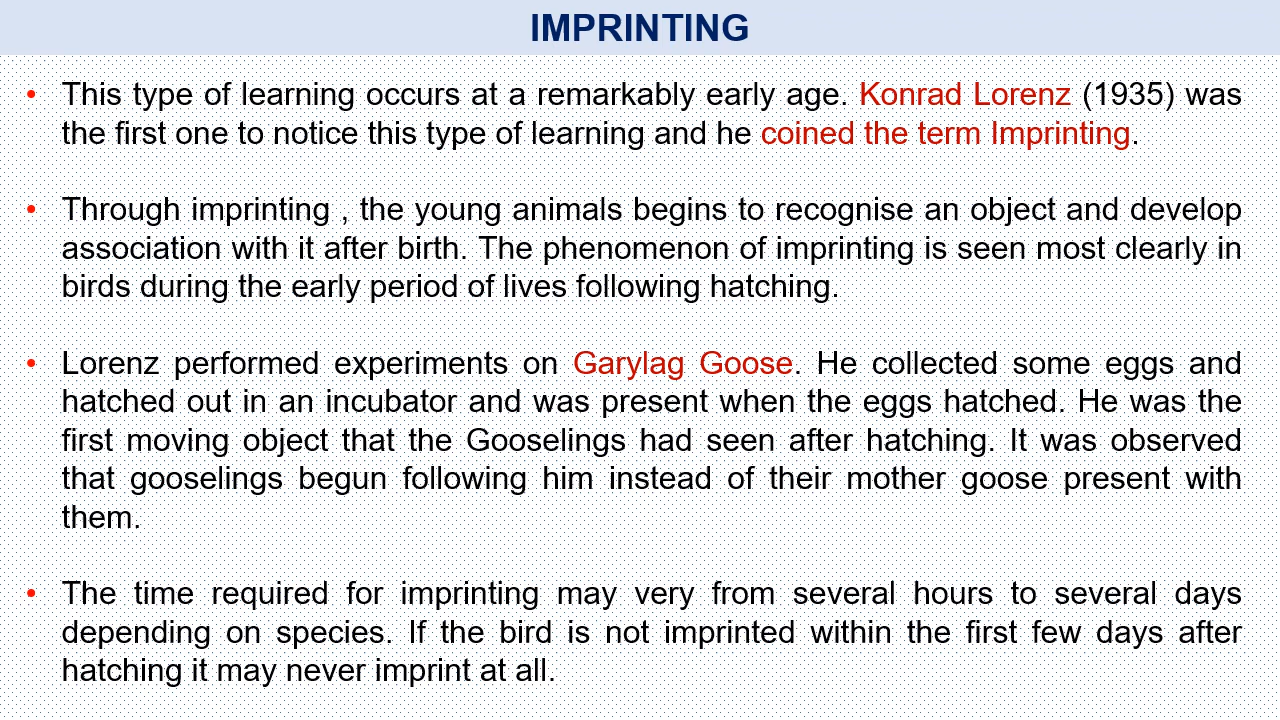 IMPRINTING
• This type of learning occurs at a remarkably early age. Konrad Lorenz (1935) was
the first one to notice this type of learning and he coined the term Imprinting.
• Through imprinting , the young animals begins to recognise an object and develop
association with it after birth. The phenomenon of imprinting is seen most clearly in
birds during the early period of lives following hatching.
• Lorenz performed experiments on Garylag Goose. He collected some eggs and
hatched out in an incubator and was present when the eggs hatched. He was the
first moving object that the Gooselings had seen after hatching. It was observed
that gooselings begun following him instead of their mother goose present with
them.
• The time required for imprinting may very from several hours to several days
depending on species. If the bird is not imprinted within the first few days after
hatching it may never imprint at all.